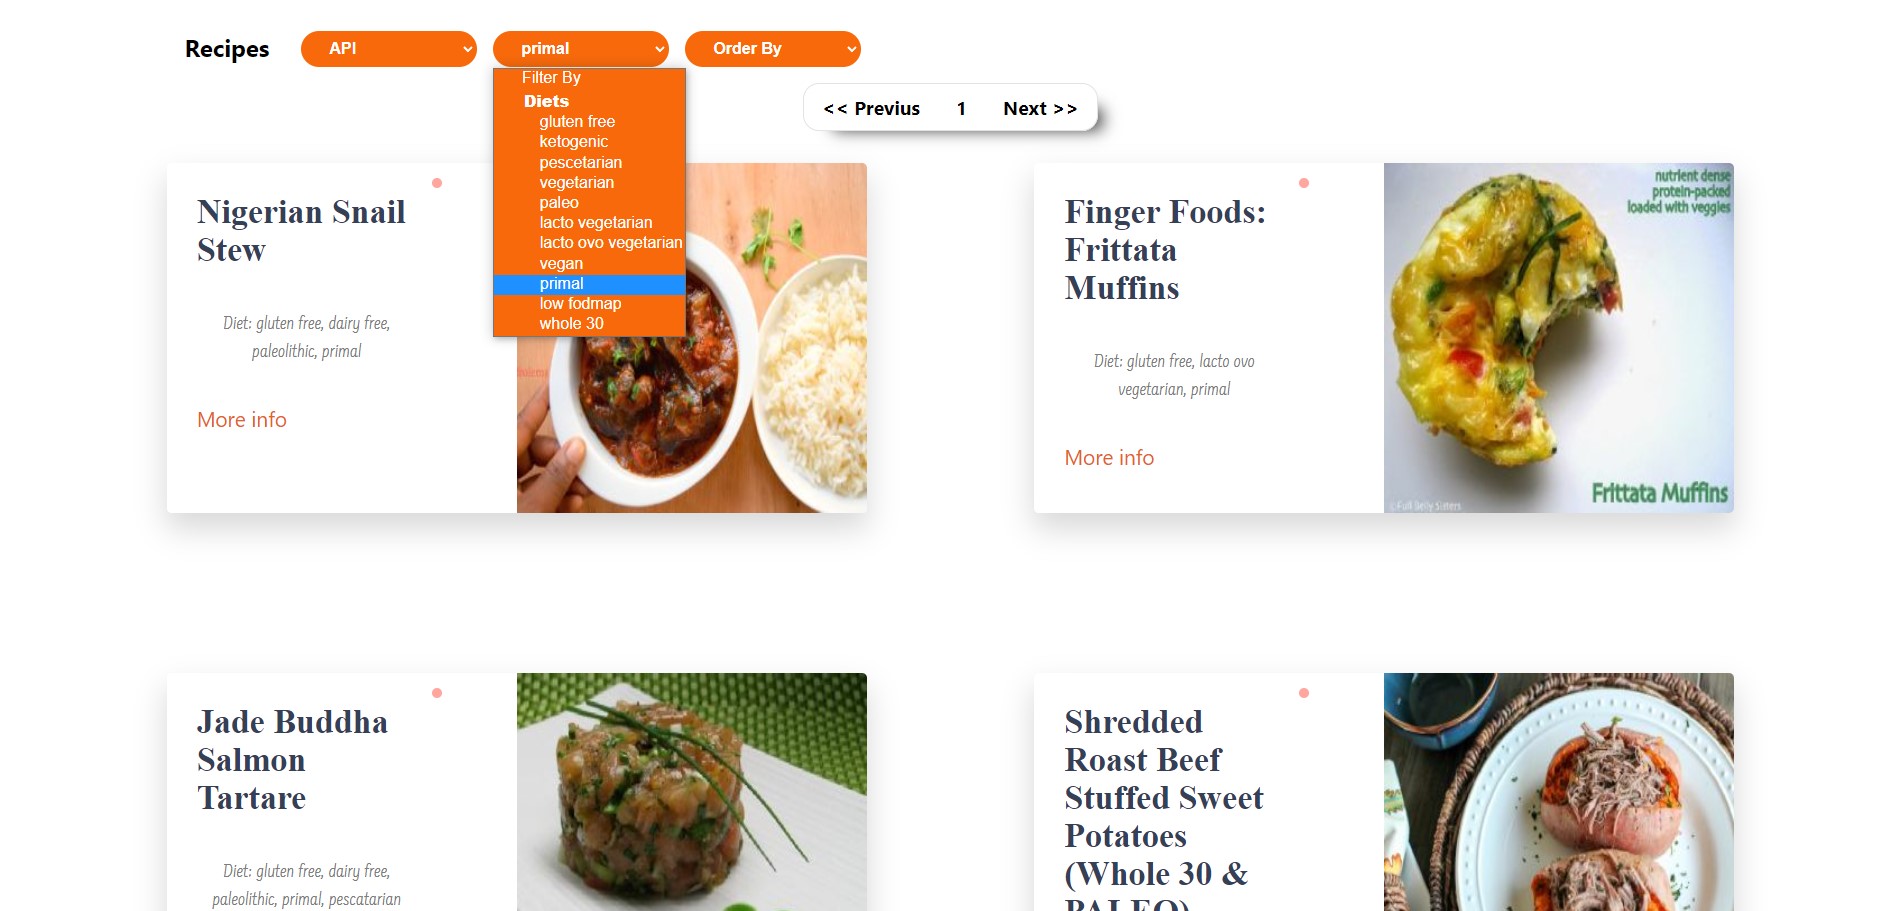 Recipes
API
primal
Order By
Filter By
Diets
gluten free
ketogenic
pescetarian
vegetarian
paleo
lacto vegetarian
lacto ovo vegetarian
vegan
primal
low fodmap
whole 30
<< Previus 1 Next >>
Nigerian Snail
Stew
Diet: gluten free, dairy free,
paleolithic, primal
More info
Finger Foods:
Frittata
Muffins
Diet: gluten free, lacto ovo
vegetarian, primal
More info
nutrient dense
protein-packed
loaded with veggies
Frittata Muffins
©Full Belly Sisters
Jade Buddha
Salmon
Tartare
Diet: gluten free, dairy free,
paleolithic, primal, pescatarian
Shredded
Roast Beef
Stuffed Sweet
Potatoes
(Whole 30 &
PALEO)